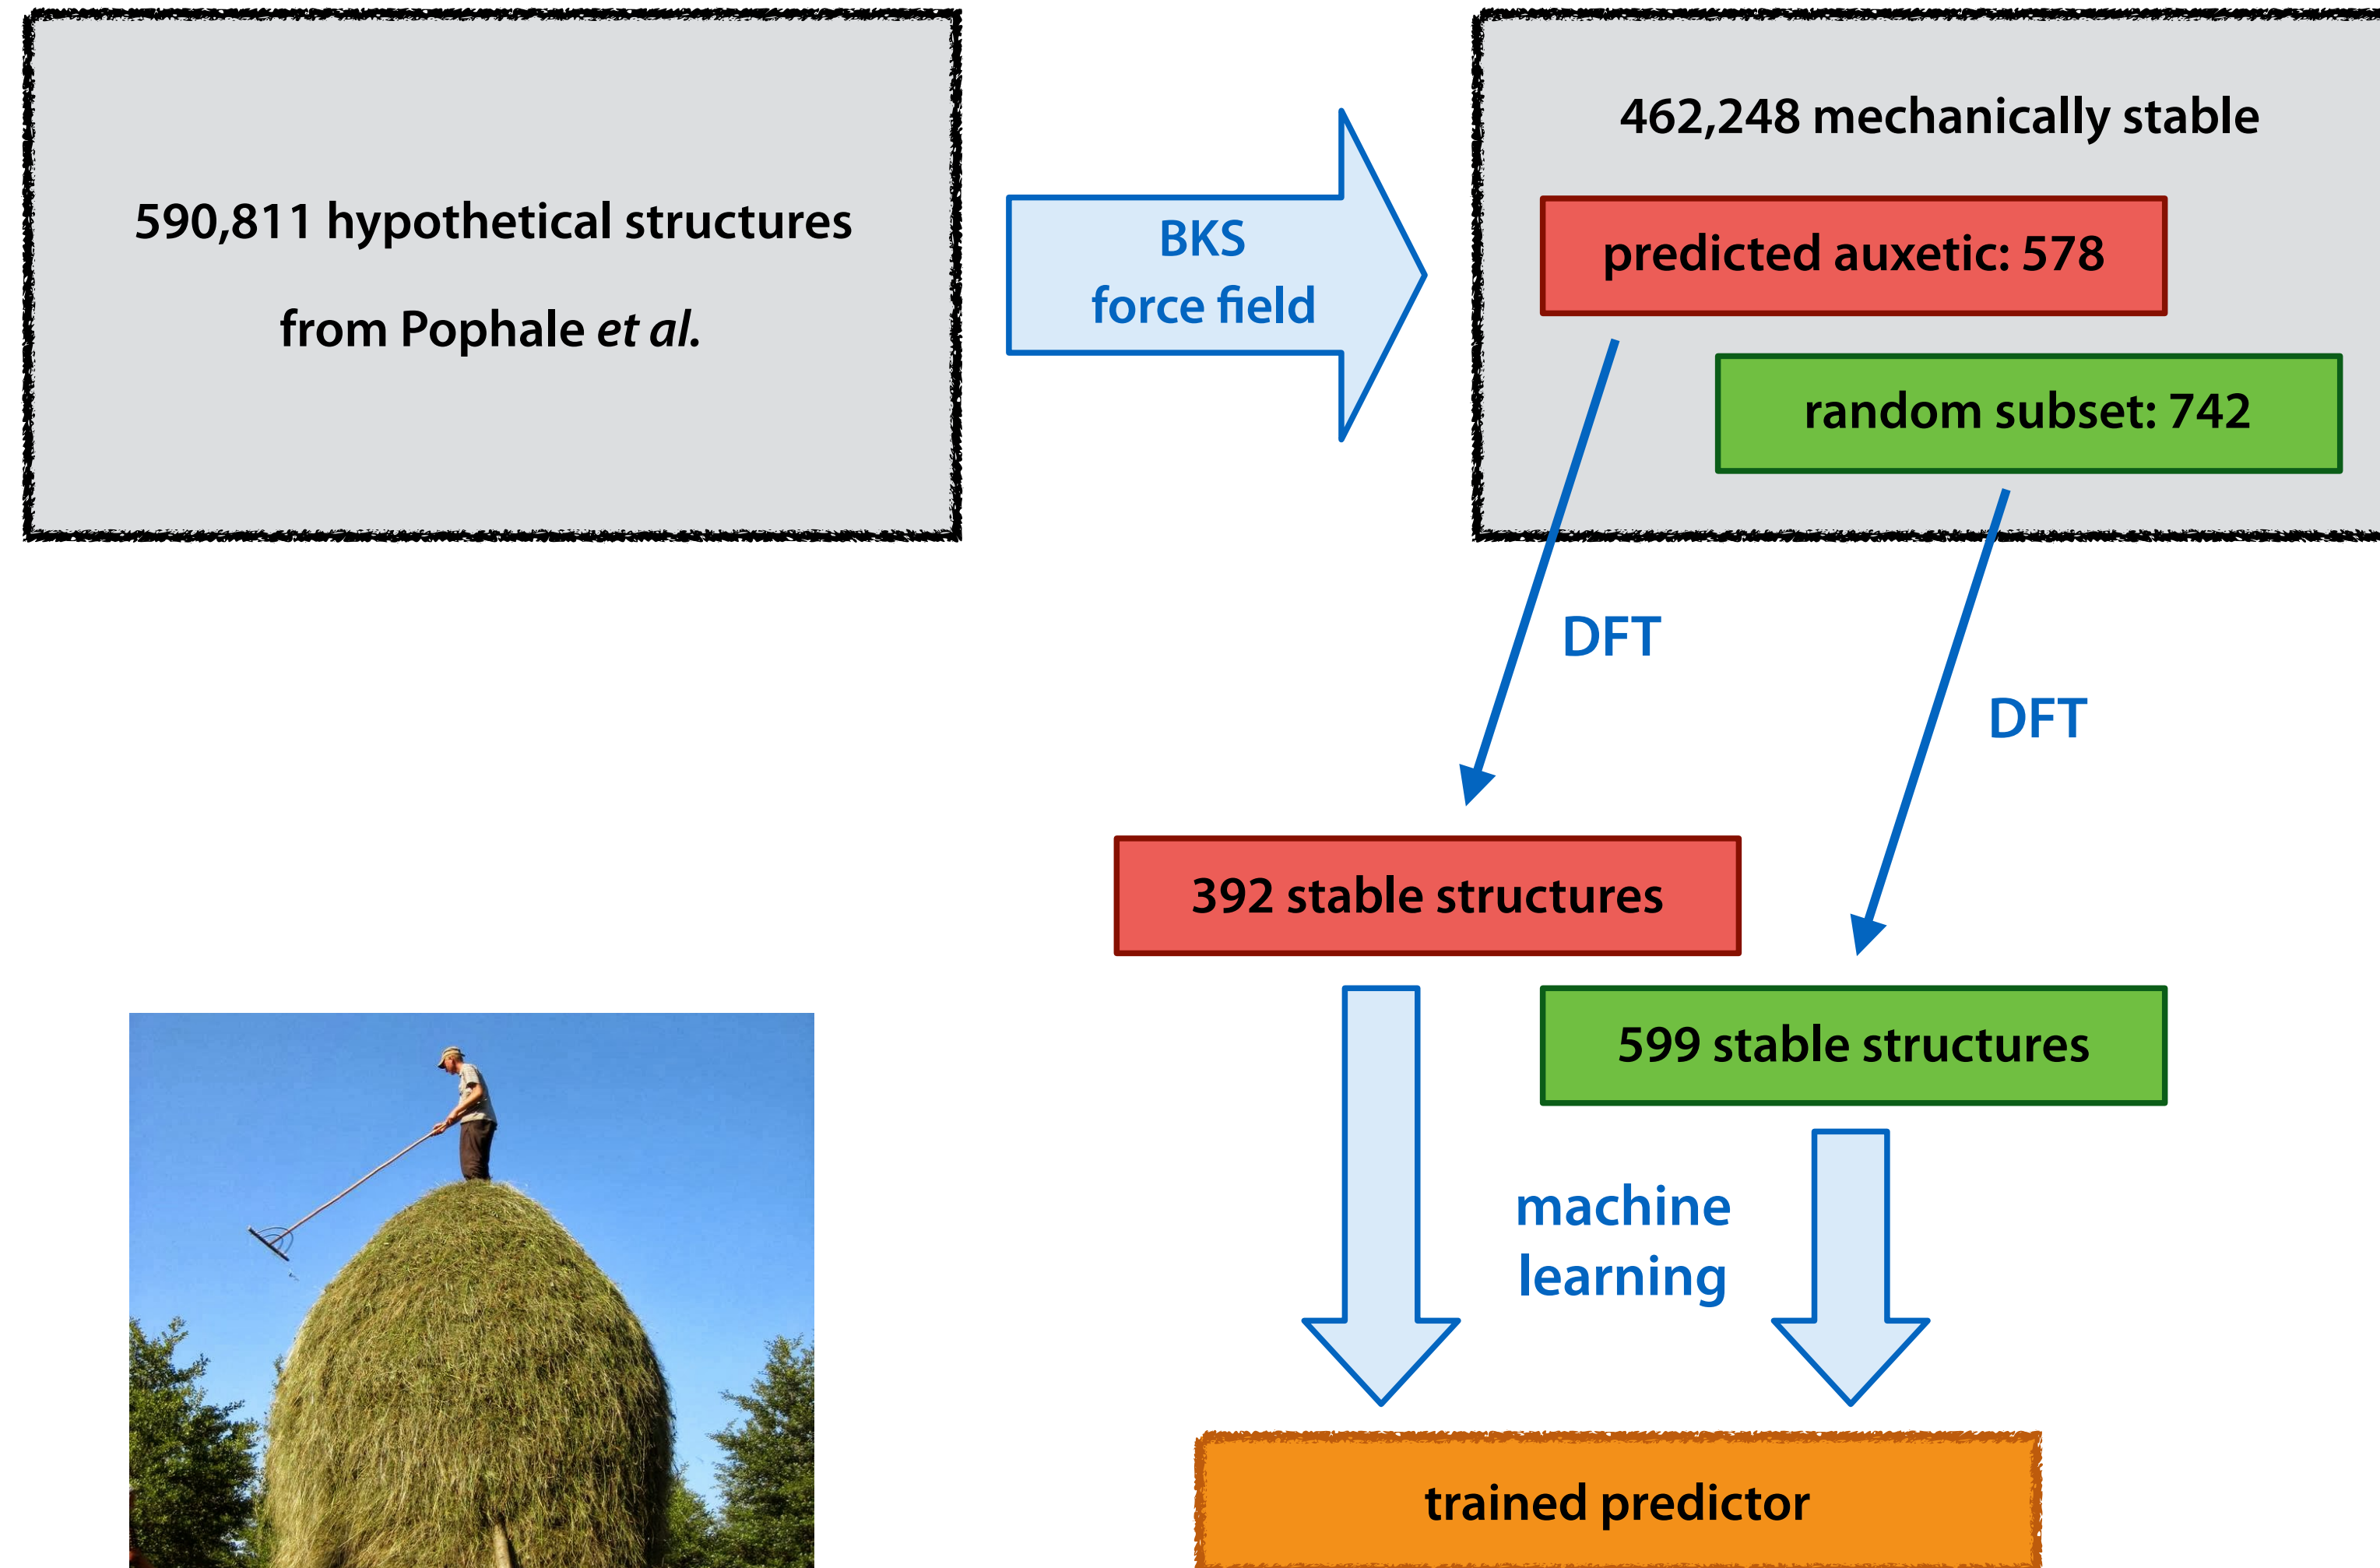 590,811 hypothetical structures
from Pophale et al.
BKS
force field
462,248 mechanically stable
predicted auxetic: 578
random subset: 742
DFT
DFT
392 stable structures
599 stable structures
machine
learning
trained predictor